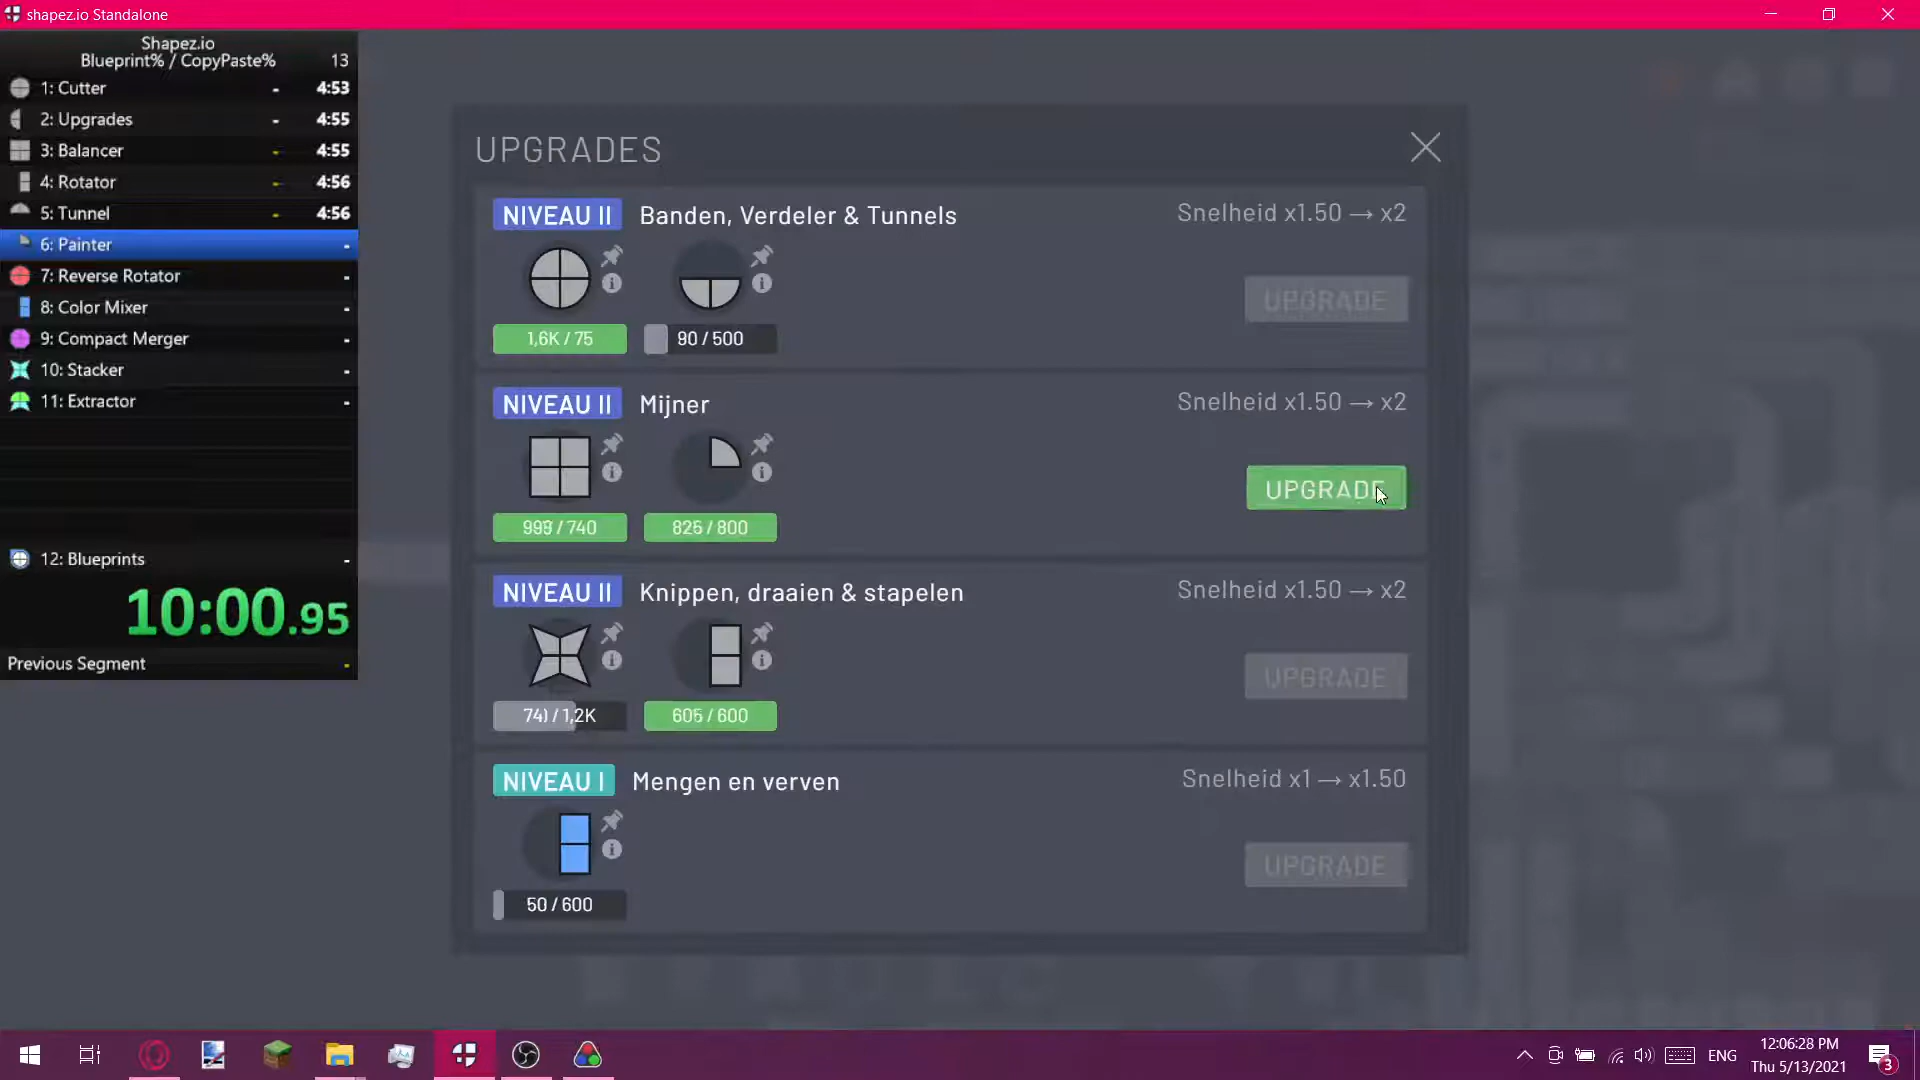 shapez.io Standalone
Shapez.io
Blueprint% / CopyPaste% 13
1: Cutter - 4:53
2: Upgrades - 4:55
3: Balancer - 4:55
4: Rotator - 4:56
5: Tunnel - 4:56
6: Painter -
7: Reverse Rotator -
8: Color Mixer -
9: Compact Merger -
10: Stacker -
11: Extractor -
12: Blueprints -
10:00.95
Previous Segment -
UPGRADES
NIVEAU II Banden, Verdeler & Tunnels Snelheid x1.50 → x2
UPGRADE
1,6K / 75 90 / 500
NIVEAU II Mijner Snelheid x1.50 → x2
UPGRADE
/ 740 825 / 800
NIVEAU II Knippen, draaien & stapelen Snelheid x1.50 → x2
UPGRADE
/ 1,2K 605 / 600
NIVEAU I Mengen en verven Snelheid x1 → x1.50
UPGRADE
50 / 600
ENG
12:06:28 PM
Thu 5/13/2021
3